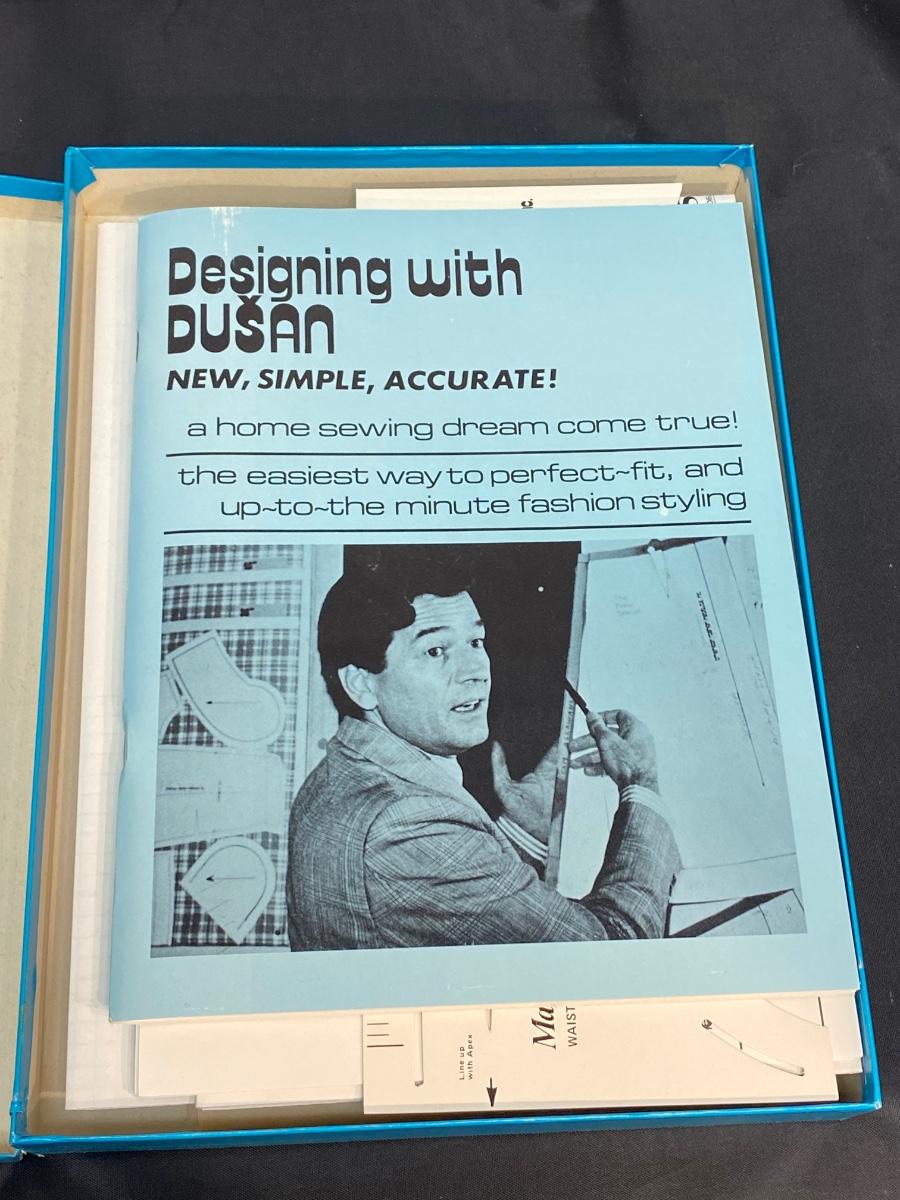 Designing with
DUŠAN
NEW, SIMPLE, ACCURATE!
a home sewing dream come true!
the easiest way to perfect~fit, and
up~to~the minute fashion styling
Line up
with Apex
Ma
WAIST